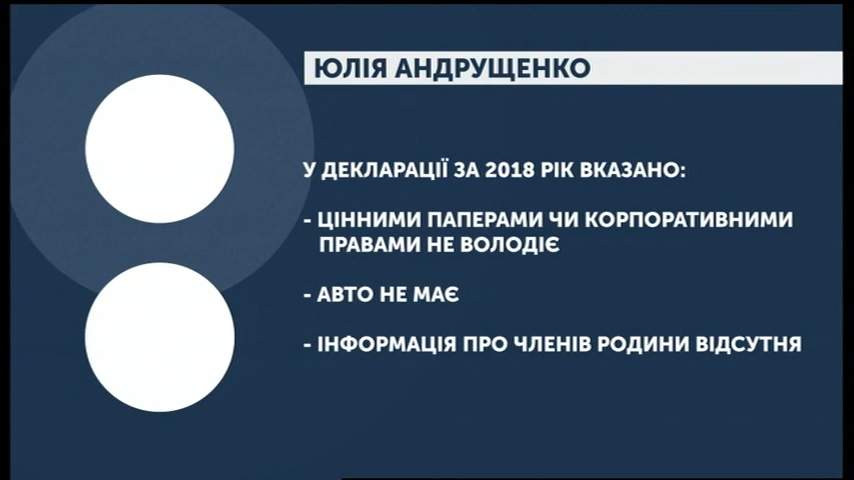 ЮЛІЯ АНДРУЩЕНКО
У ДЕКЛАРАЦІЇ ЗА 2018 РІК ВКАЗАНО:
- ЦІННИМИ ПАПЕРАМИ ЧИ КОРПОРАТИВНИМИ
ПРАВАМИ НЕ ВОЛОДІЄ
- АВТО НЕ МАЄ
- ІНФОРМАЦІЯ ПРО ЧЛЕНІВ РОДИНИ ВІДСУТНЯ